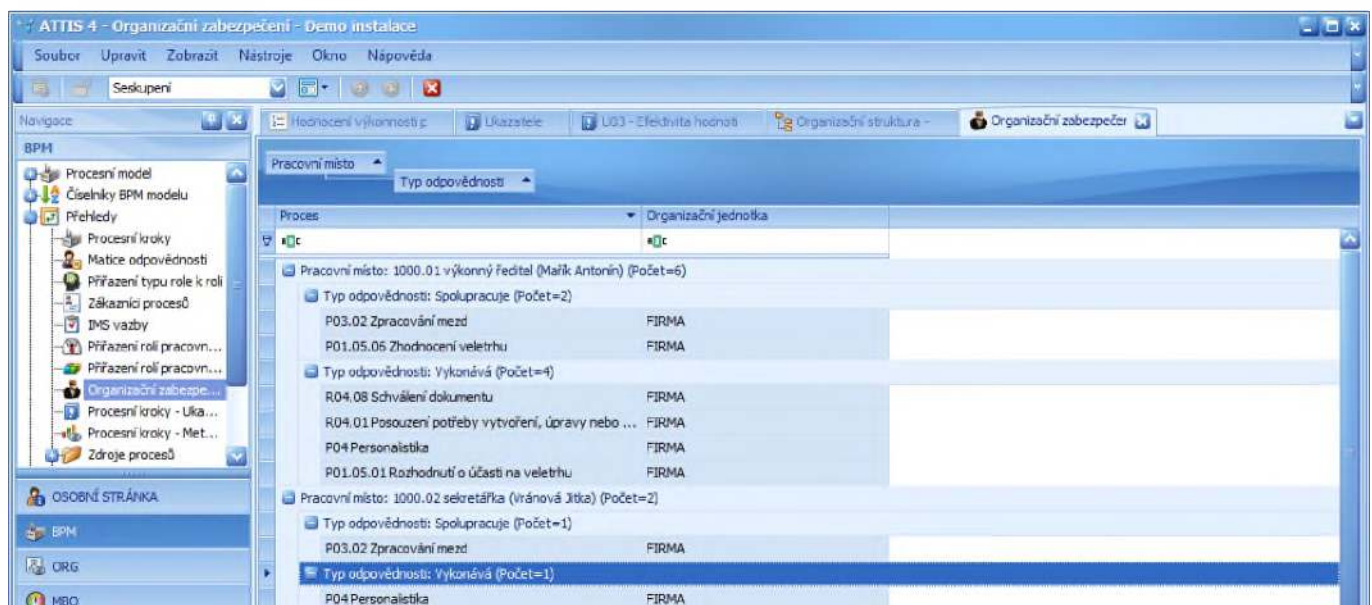 ATTIS 4 - Organizační zabezpečení - Demo instalace
Soubor Upravit Zobrazit Nástroje Okno Nápověda
Seskupení
Navigace
Hodnocení výkonnosti p
Ukazatele
U03 - Efektivita hodnotí
Organizační struktura -
Organizační zabezpečer
BPM
Procesní model
Číselníky BPM modelu
Přehledy
Procesní kroky
Matice odpovědnosti
Přiřazení typu role k roli
Zákazníci procesů
IMS vazby
Přiřazení rolí pracovn...
Přiřazení rolí pracovn...
Organizační zabezpe...
Procesní kroky - Uka...
Procesní kroky - Met...
Zdroje procesů
OSOBNÍ STRÁNKA
BPM
ORG
MBO
Pracovní místo
Typ odpovědnosti
Proces Organizační jednotka
Pracovní místo: 1000.01 výkonný ředitel (Mařík Antonín) (Počet=6)
Typ odpovědnosti: Spolupracuje (Počet=2)
P03.02 Zpracování mezd FIRMA
P01.05.06 Zhodnocení veletrhu FIRMA
Typ odpovědnosti: Vykonává (Počet=4)
R04.08 Schválení dokumentu FIRMA
R04.01 Posouzení potřeby vytvoření, úpravy nebo ... FIRMA
P04 Personalistika FIRMA
P01.05.01 Rozhodnutí o účasti na veletrhu FIRMA
Pracovní místo: 1000.02 sekretářka (Vránová Jitka) (Počet=2)
Typ odpovědnosti: Spolupracuje (Počet=1)
P03.02 Zpracování mezd FIRMA
Typ odpovědnosti: Vykonává (Počet=1)
P04 Personalistika FIRMA